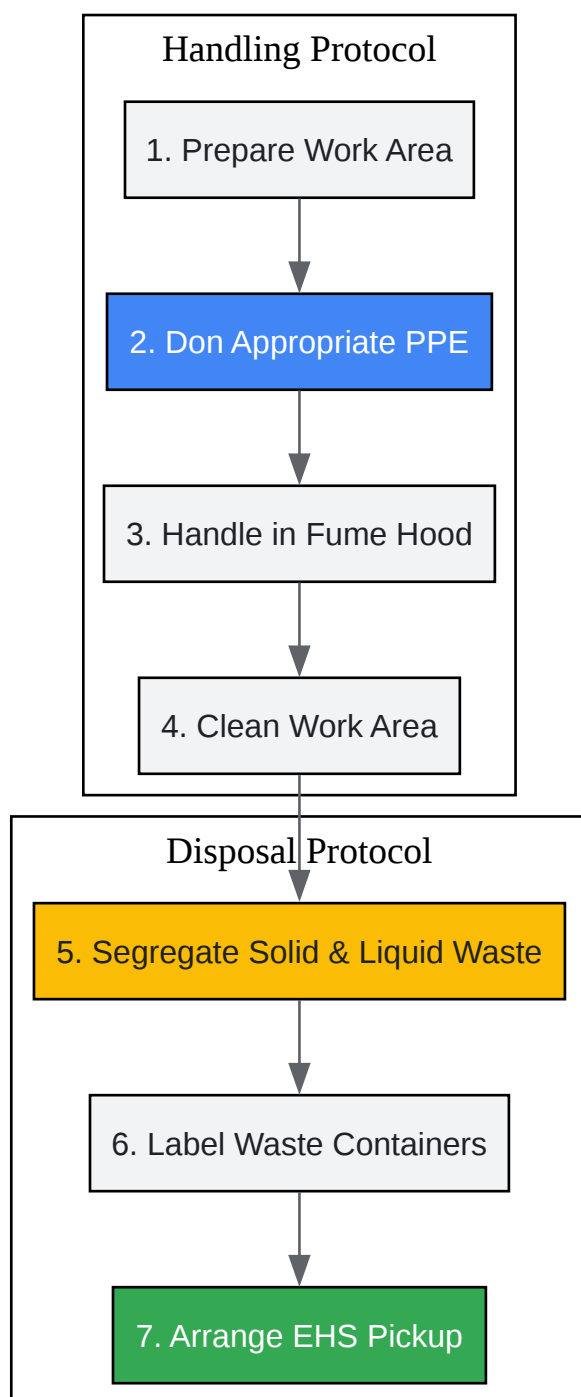 Handling Protocol
1. Prepare Work Area
2. Don Appropriate PPE
3. Handle in Fume Hood
4. Clean Work Area
Disposal Protocol
5. Segregate Solid & Liquid Waste
6. Label Waste Containers
7. Arrange EHS Pickup